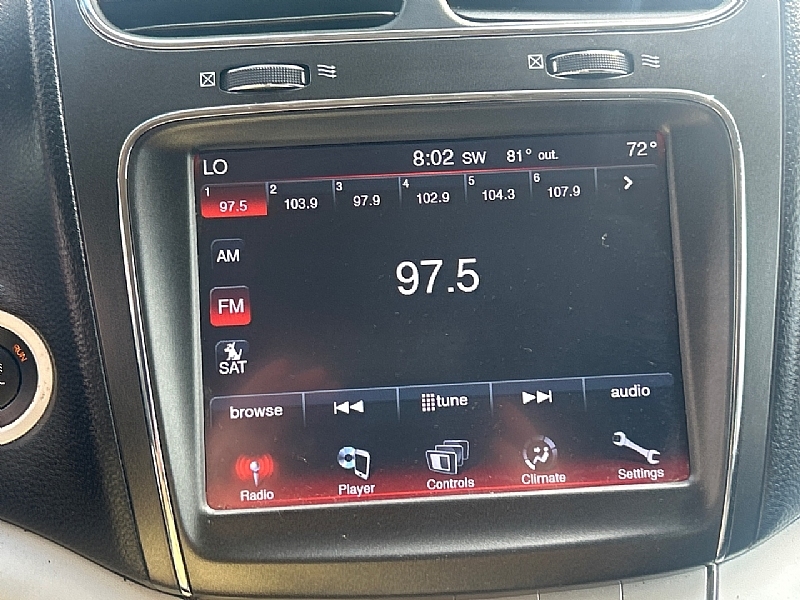 LO 8:02 SW 81° out. 72°
1 97.5 2 103.9 3 97.9 4 102.9 5 104.3 6 107.9 >
AM
97.5
FM
SAT
browse tune audio
Radio Player Controls Climate Settings
RUN